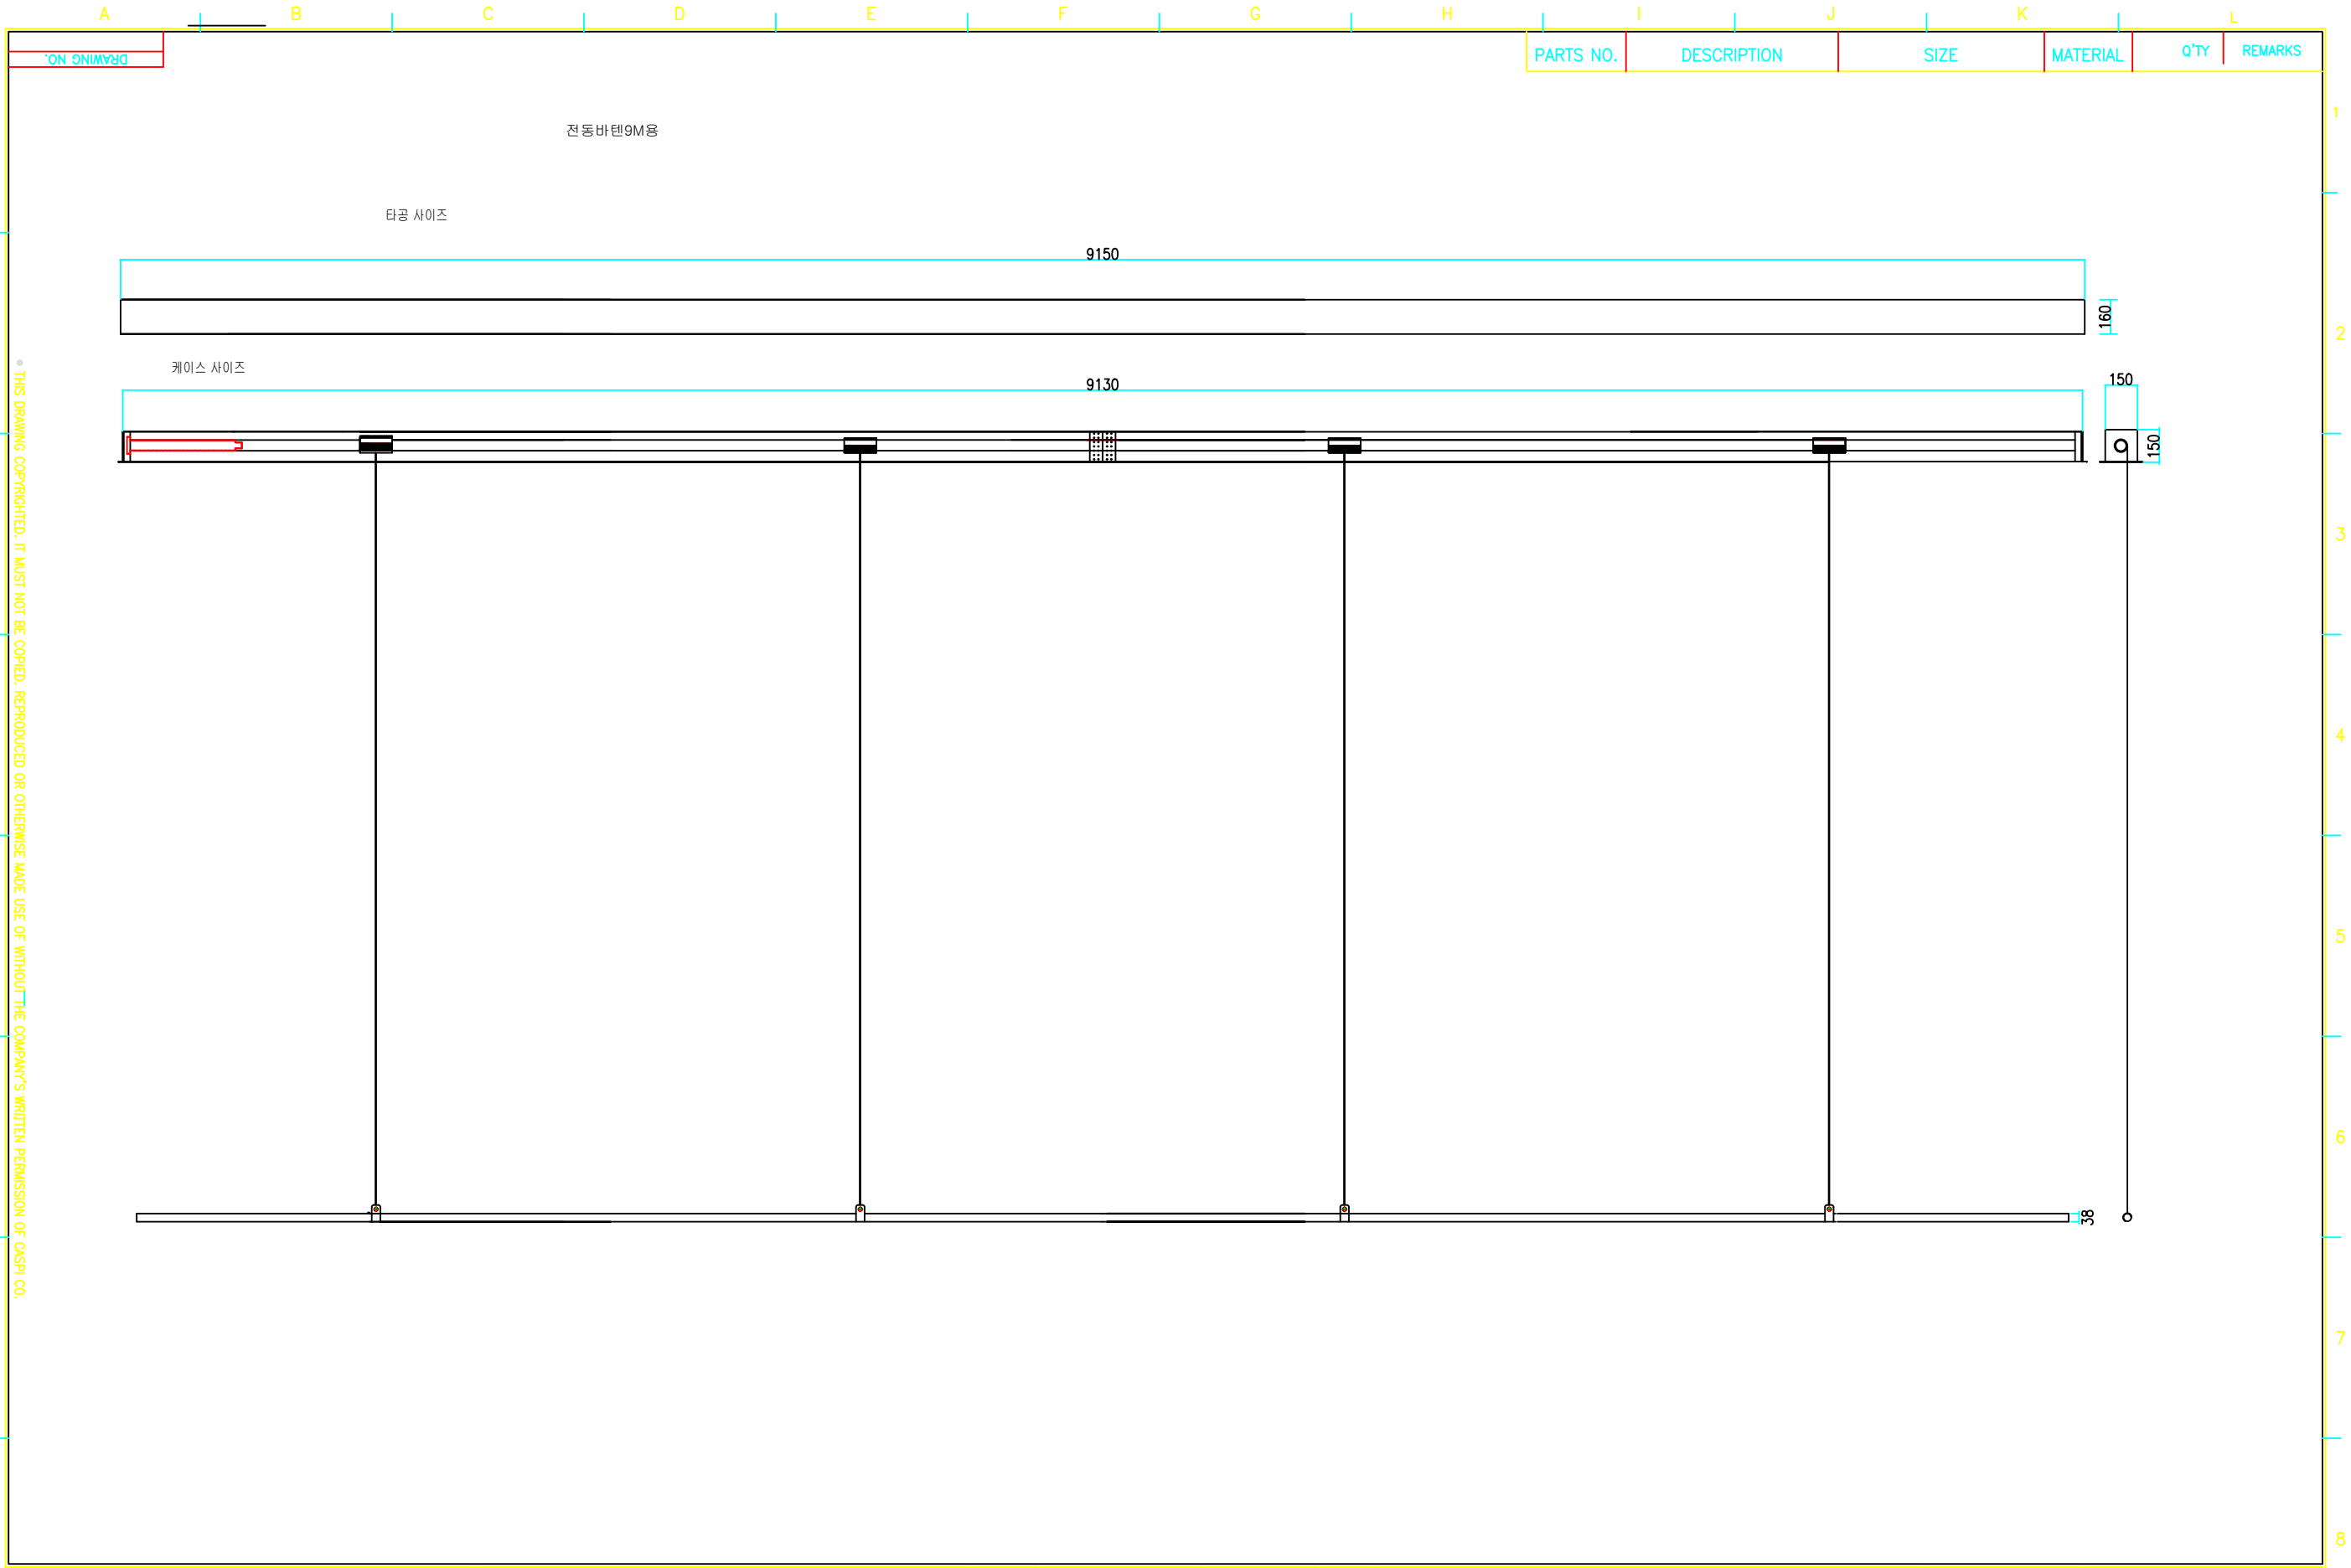 A B C D E F G H I J K L
DRAWING NO.
PARTS NO. DESCRIPTION SIZE MATERIAL Q'TY REMARKS
전동바텐9M용
타공 사이즈
9150
160
케이스 사이즈
9130
150
150
38
1
2
3
4
5
6
7
8
THIS DRAWING COPYRIGHTED. IT MUST NOT BE COPIED. REPRODUCED OR OTHERWISE MADE USE OF WITHOUT THE COMPANY'S WRIQTTEN PERMISSION OF CASPI CO.